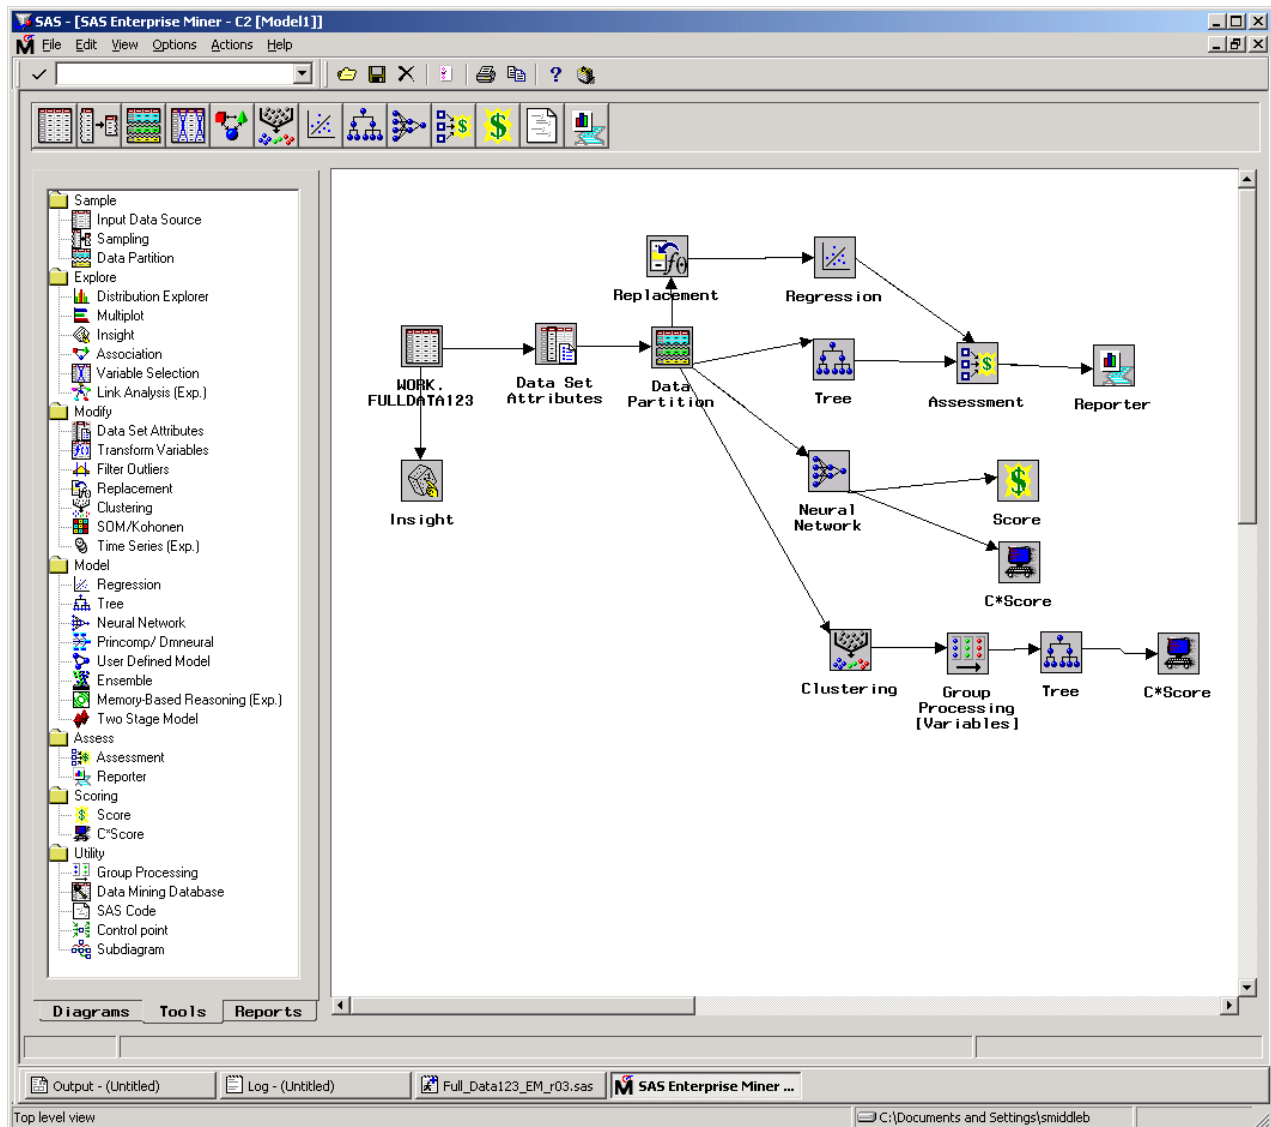 SAS - [SAS Enterprise Miner - C2 [Model1]]
File Edit View Options Actions Help
Sample
Input Data Source
Sampling
Data Partition
Explore
Distribution Explorer
Multiplot
Insight
Association
Variable Selection
Link Analysis (Exp.)
Modify
Data Set Attributes
Transform Variables
Filter Outliers
Replacement
Clustering
SOM/Kohonen
Time Series (Exp.)
Model
Regression
Tree
Neural Network
Princomp/ Dmneural
User Defined Model
Ensemble
Memory-Based Reasoning (Exp.)
Two Stage Model
Assess
Assessment
Reporter
Scoring
Score
C*Score
Utility
Group Processing
Data Mining Database
SAS Code
Control point
Subdiagram
Diagrams Tools Reports
Replacement
Regression
WORK.
FULLDATA123
Data Set
Attributes
Data
Partition
Tree
Assessment
Reporter
Insight
Neural
Network
Score
C*Score
Clustering
Group
Processing
[Variables]
Tree
C*Score
Output - (Untitled)
Log - (Untitled)
Full_Data123_EM_r03.sas
SAS Enterprise Miner ...
Top level view
C:\Documents and Settings\smiddleb